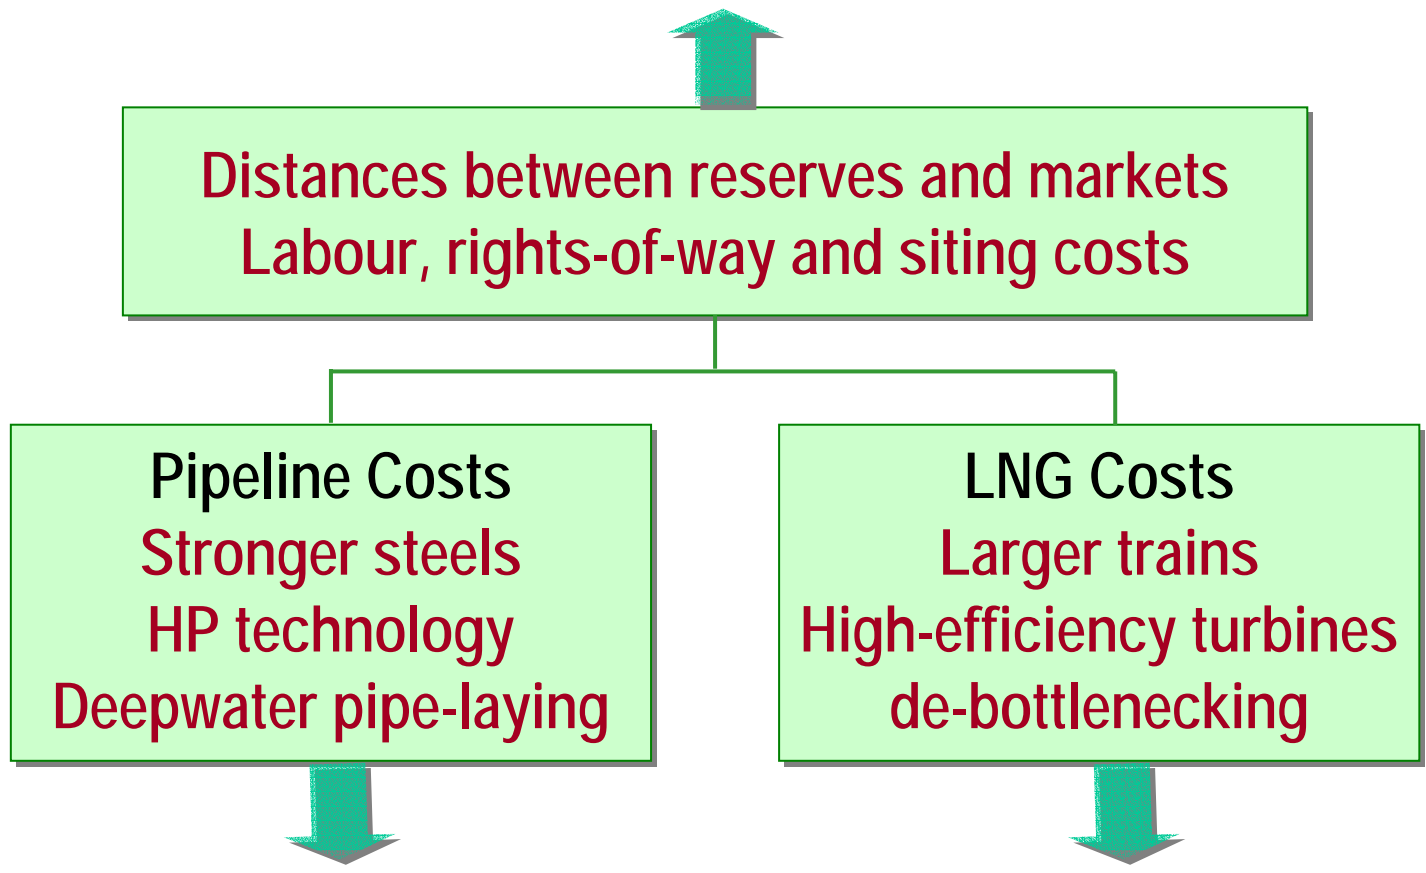 Distances between reserves and markets
Labour, rights-of-way and siting costs
Pipeline Costs
Stronger steels
HP technology
Deepwater pipe-laying
LNG Costs
Larger trains
High-efficiency turbines
de-bottlenecking